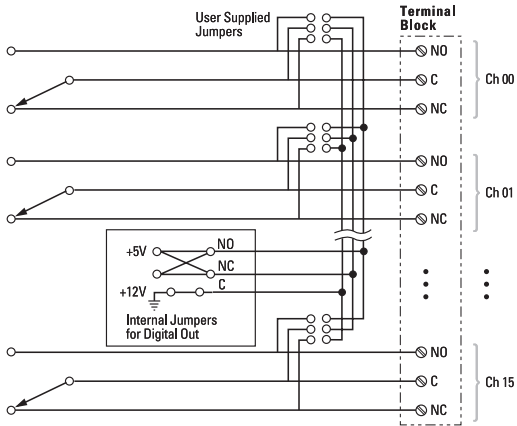 User Supplied
Jumpers
Terminal
Block
NO
C
NC
Ch 00
NO
C
NC
Ch 01
+5V
NO
NC
+12V
C
Internal Jumpers
for Digital Out
NO
C
NC
Ch 15